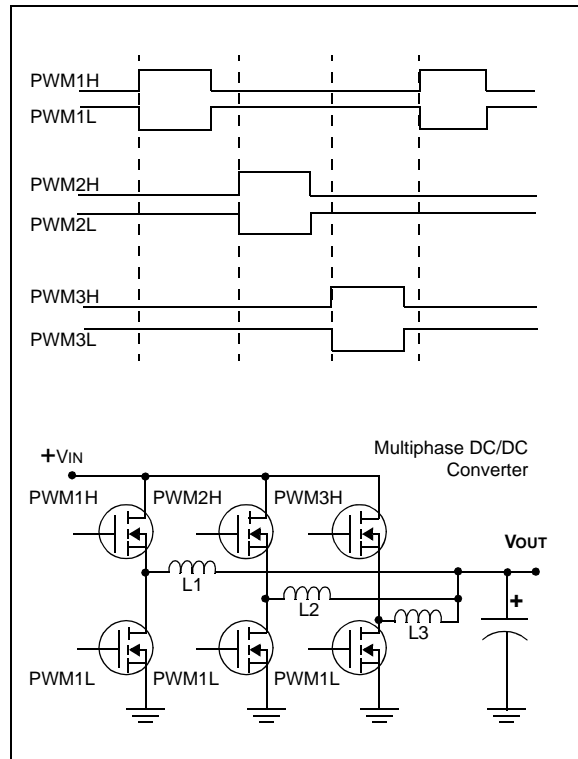 PWM1H
PWM1L
PWM2H
PWM2L
PWM3H
PWM3L
+VIN
Multiphase DC/DC
Converter
PWM1H PWM2H PWM3H
VOUT
L1
L2
L3
+
PWM1L PWM1L PWM1L